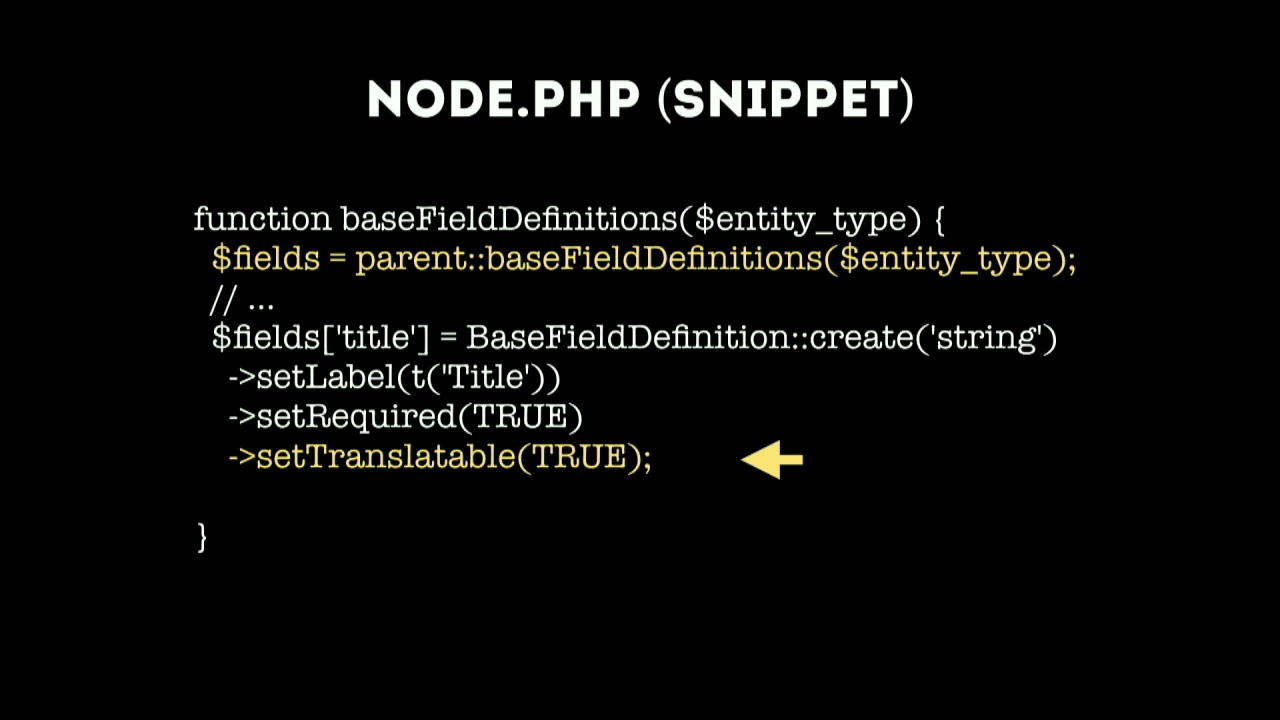 NODE.PHP (SNIPPET)
function baseFieldDefinitions($entity_type) {
$fields = parent::baseFieldDefinitions($entity_type);
// ...
$fields['title'] = BaseFieldDefinition::create('string')
->setLabel(t('Title'))
->setRequired(TRUE)
->setTranslatable(TRUE);
}